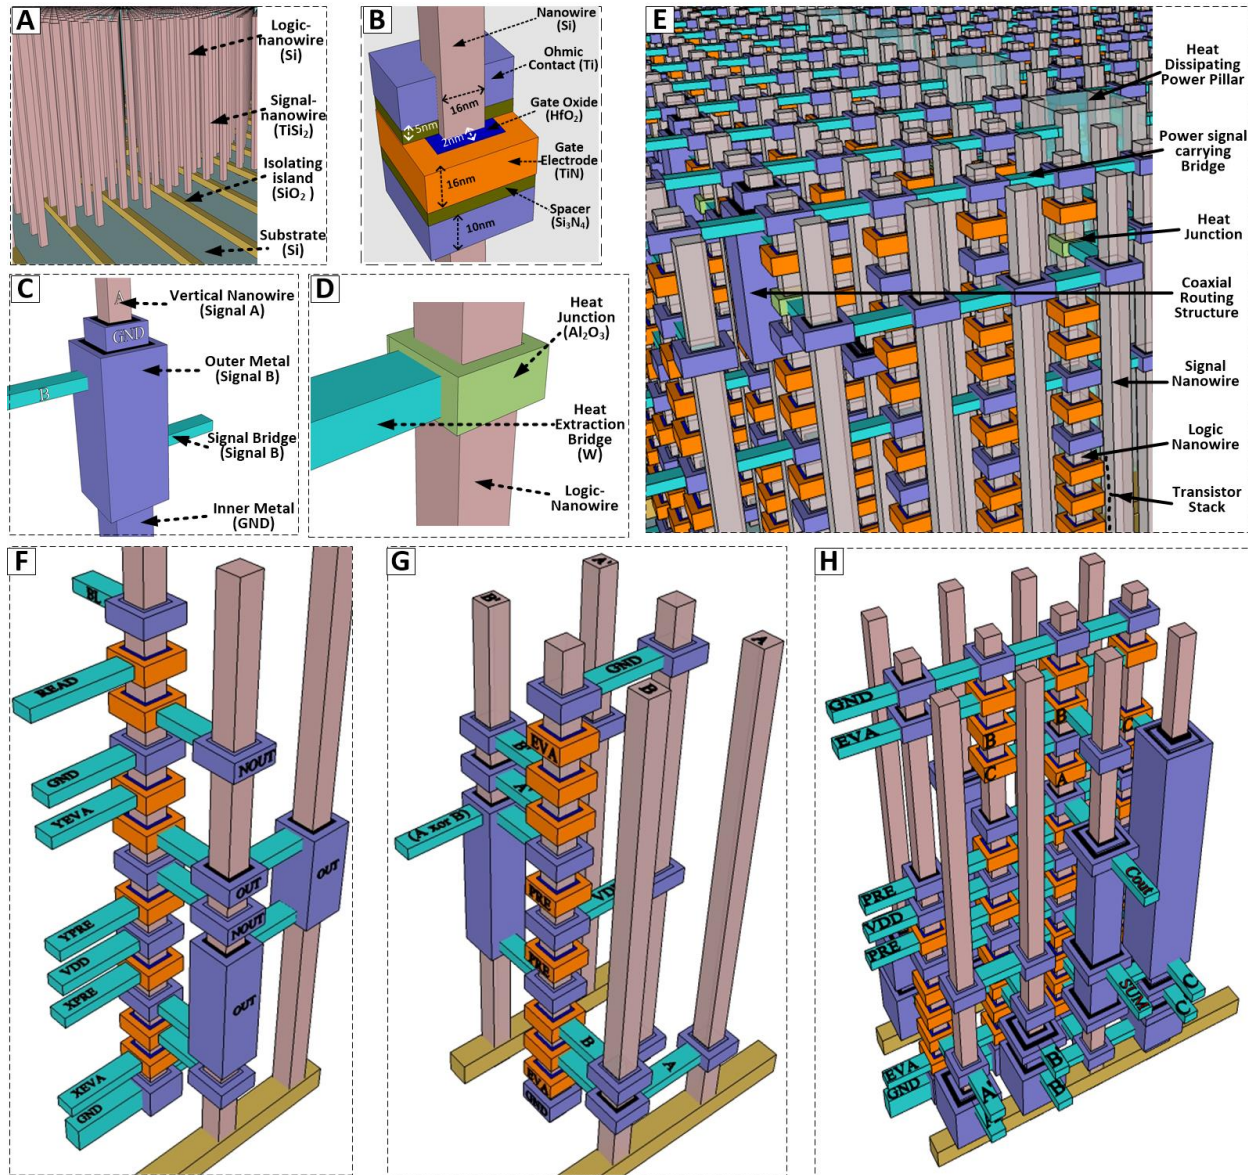 A
Logic-
nanowire
(Si)
Signal-
nanowire
(TiSi₂)
Isolating
island
(SiO₂)
Substrate
(Si)
B
Nanowire
(Si)
Ohmic
Contact (Ti)
Gate Oxide
(HfO₂)
Gate
Electrode
(TiN)
Spacer
(Si₃N₄)
16nm
5nm
2nm
16nm
10nm
C
A
GND
B
Vertical Nanowire
(Signal A)
Outer Metal
(Signal B)
Signal Bridge
(Signal B)
Inner Metal
(GND)
D
Heat
Junction
(Al₂O₃)
Heat
Extraction
Bridge
(W)
Logic-
Nanowire
E
Heat
Dissipating
Power Pillar
Power signal
carrying
Bridge
Heat
Junction
Coaxial
Routing
Structure
Signal
Nanowire
Logic
Nanowire
Transistor
Stack
F
BL
READ
GND
YEVA
YPRE
VDD
XPRE
XEVA
GND
NOUT
OUT
NOUT
OUT
OUT
G
B'
A'
A
B
GND
EVA
B'
A'
(A xor B)
PRE
VDD
PRE
B
A
EVA
GND
H
GND
EVA
B
C
B
A
C
PRE
VDD
PRE
Cout
SUM
C
C'
EVA
GND
A
B
B'